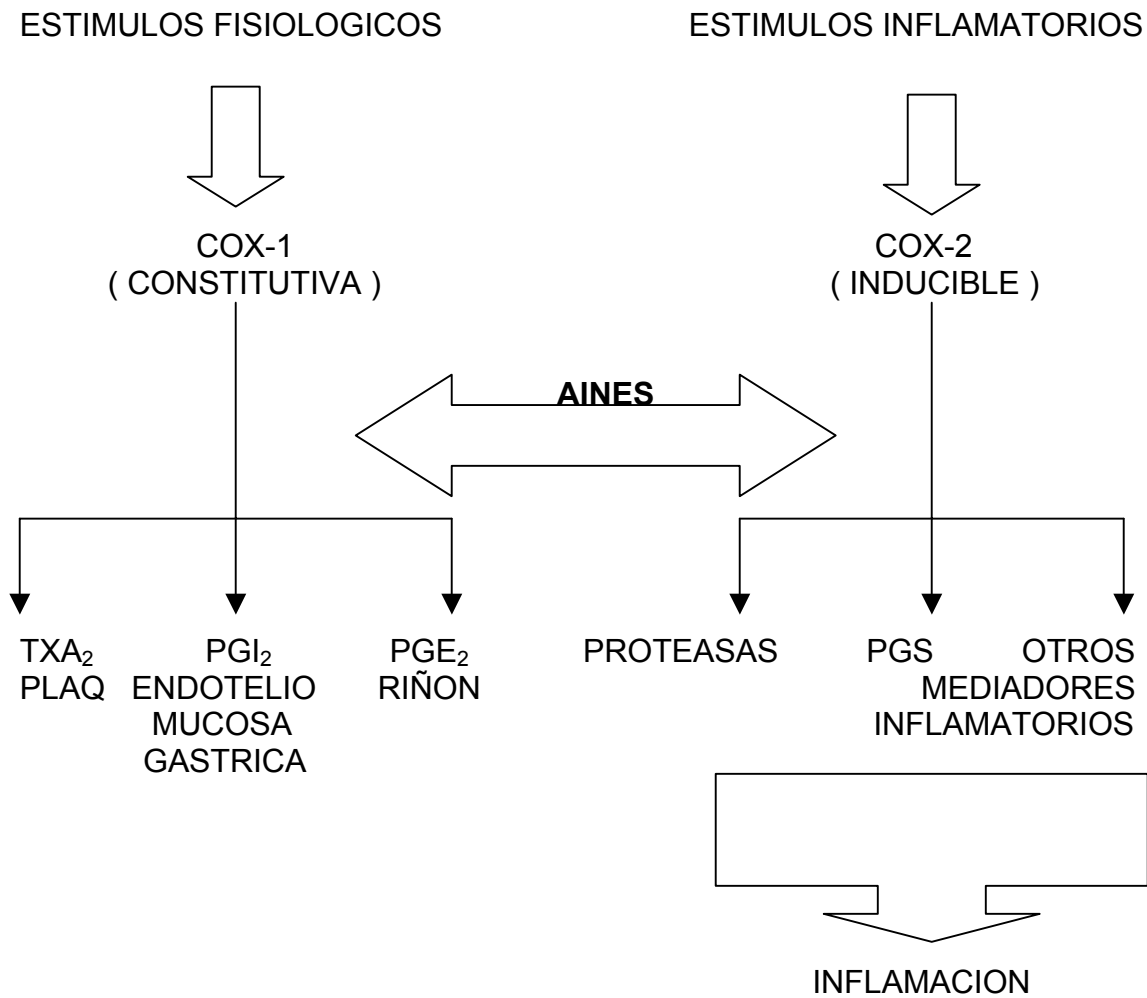 ESTIMULOS FISIOLOGICOS
ESTIMULOS INFLAMATORIOS
COX-1
( CONSTITUTIVA )
COX-2
( INDUCIBLE )
AINES
TXA₂
PLAQ
PGI₂
ENDOTELIO
MUCOSA
GASTRICA
PGE₂
RIÑON
PROTEASAS
PGS
OTROS
MEDIADORES
INFLAMATORIOS
INFLAMACION